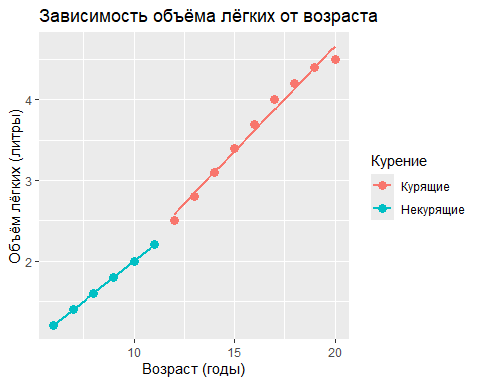 Зависимость объёма лёгких от возраста
Объём лёгких (литры)
4
3
2
10
15
20
Возраст (годы)
Курение
Курящие
Некурящие